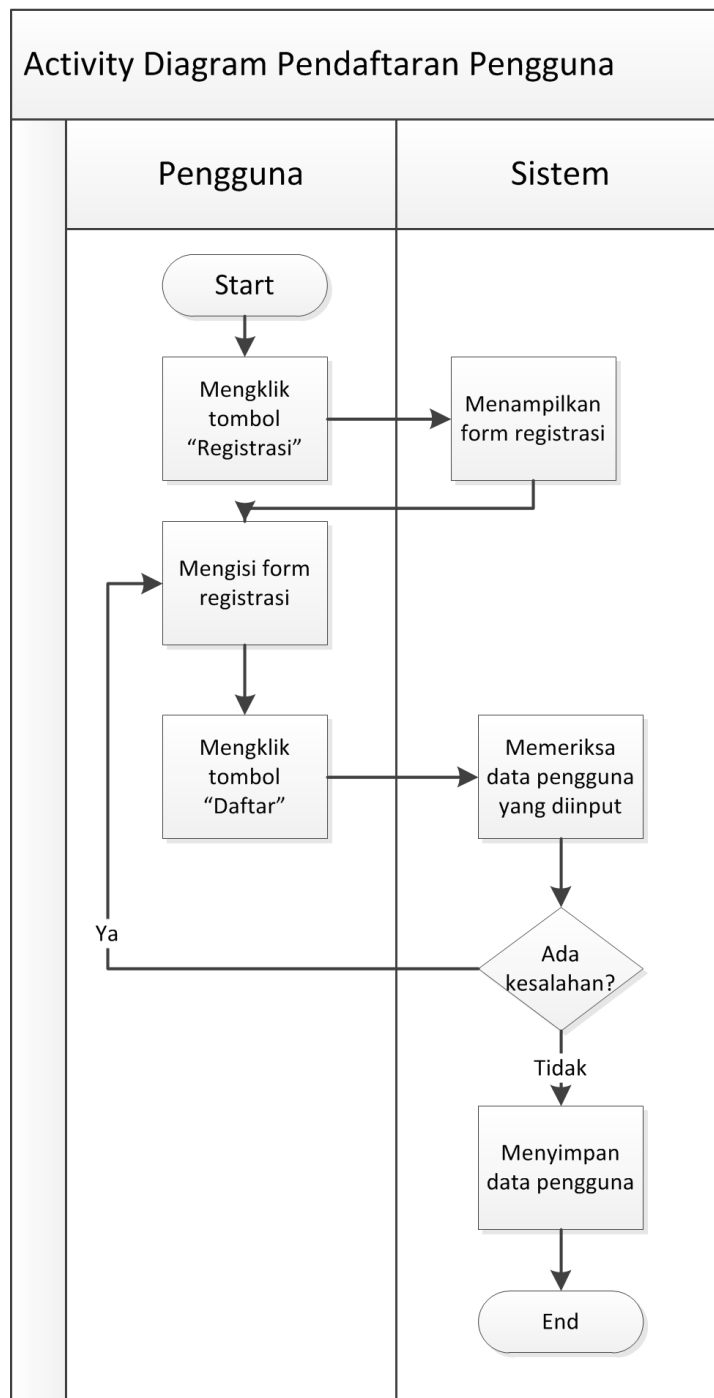 Activity Diagram Pendaftaran Pengguna
Pengguna
Sistem
Start
Mengklik
tombol
“Registrasi”
Menampilkan
form registrasi
Mengisi form
registrasi
Mengklik
tombol
“Daftar”
Memeriksa
data pengguna
yang diinput
Ya
Ada
kesalahan?
Tidak
Menyimpan
data pengguna
End